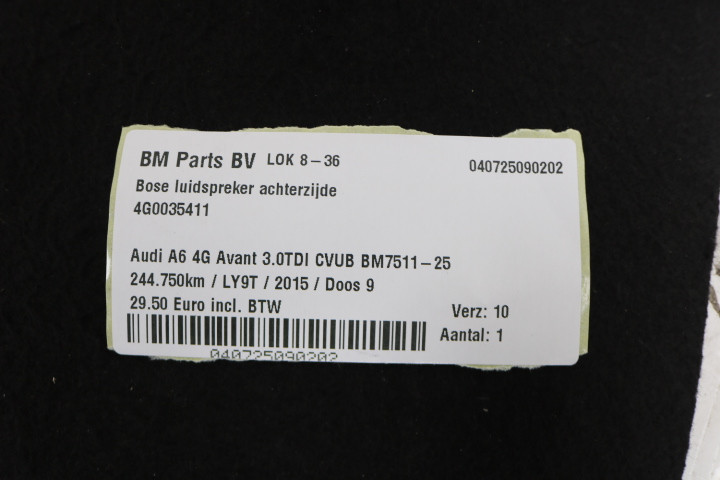 BM Parts BV LOK 8-36 040725090202
Bose luidspreker achterzijde
4G0035411
Audi A6 4G Avant 3.0TDI CVUB BM7511-25
244.750km / LY9T / 2015 / Doos 9
29.50 Euro incl. BTW Verz: 10
Aantal: 1
040725090202